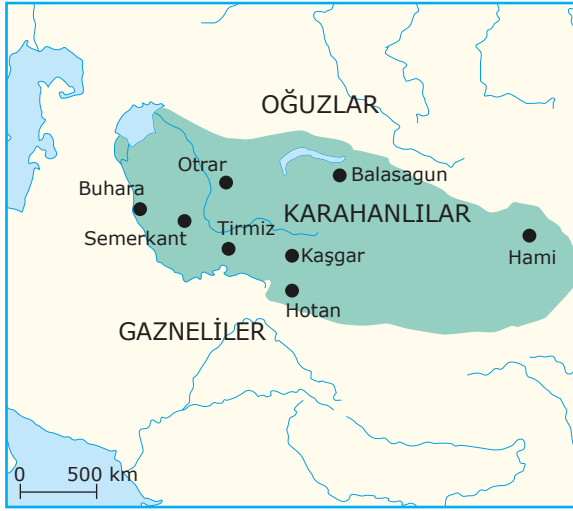 OĞUZLAR
Otrar
Balasagun
Buhara
KARAHANLILAR
Semerkant
Tirmiz
Kaşgar
Hami
Hotan
GAZNELİLER
0 500 km